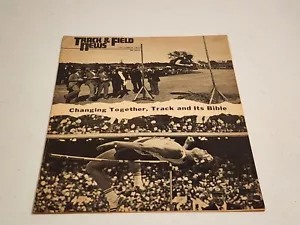 TRACK & FIELD
NEWS
Changing Together, Track and Its Bible